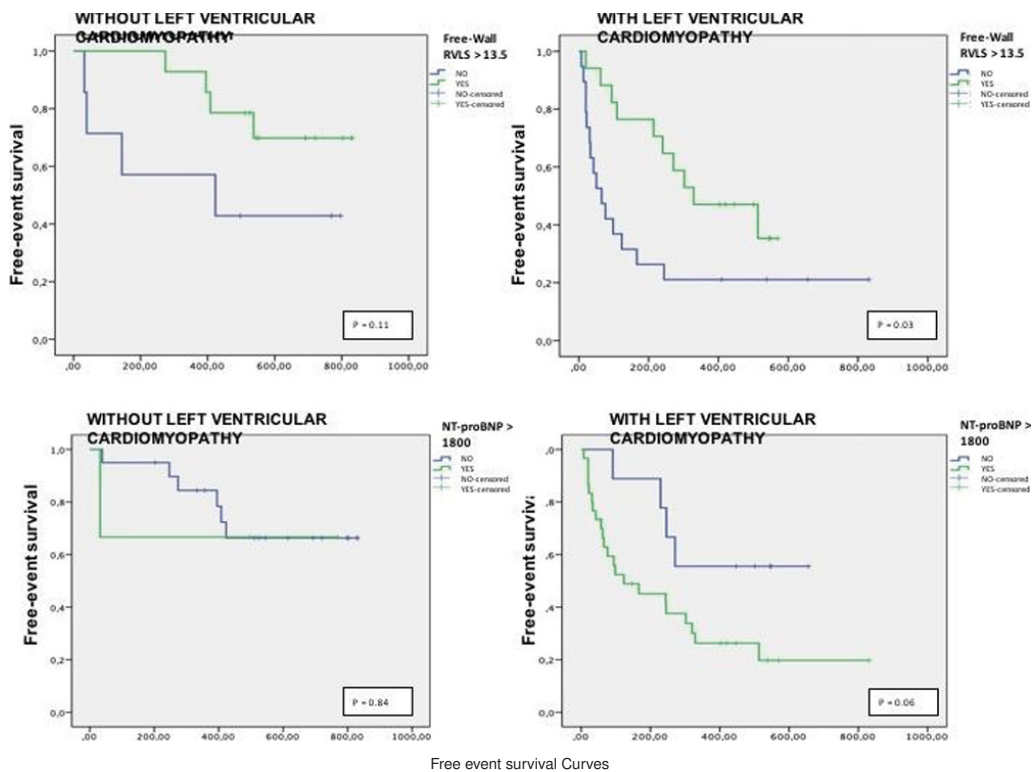 WITHOUT LEFT VENTRICULAR
CARDIOMYOPATHY
Free-Wall
RVLS >13.5
NO
YES
NO-censored
YES-censored
Free-event survival
1,0
0,8
0,6
0,4
0,2
0,0
P = 0.11
,00
200,00
400,00
600,00
800,00
1000,00
WITH LEFT VENTRICULAR
CARDIOMYOPATHY
Free-Wall
RVLS >13.5
NO
YES
NO-censored
YES-censored
Free-event survival
1,0
0,8
0,6
0,4
0,2
0,0
P = 0.03
,00
200,00
400,00
600,00
800,00
1000,00
WITHOUT LEFT VENTRICULAR
CARDIOMYOPATHY
NT-proBNP >
1800
NO
YES
NO-censored
YES-censored
Free-event survival
1,0
0,8
0,6
0,4
0,2
0,0
P = 0.84
,00
200,00
400,00
600,00
800,00
1000,00
WITH LEFT VENTRICULAR
CARDIOMYOPATHY
NT-proBNP >
1800
NO
YES
NO-censored
YES-censored
Free-event survival
1,0
,8
,6
,4
0,2
0,0
P = 0.06
,00
200,00
400,00
600,00
800,00
1000,00
Free event survival Curves